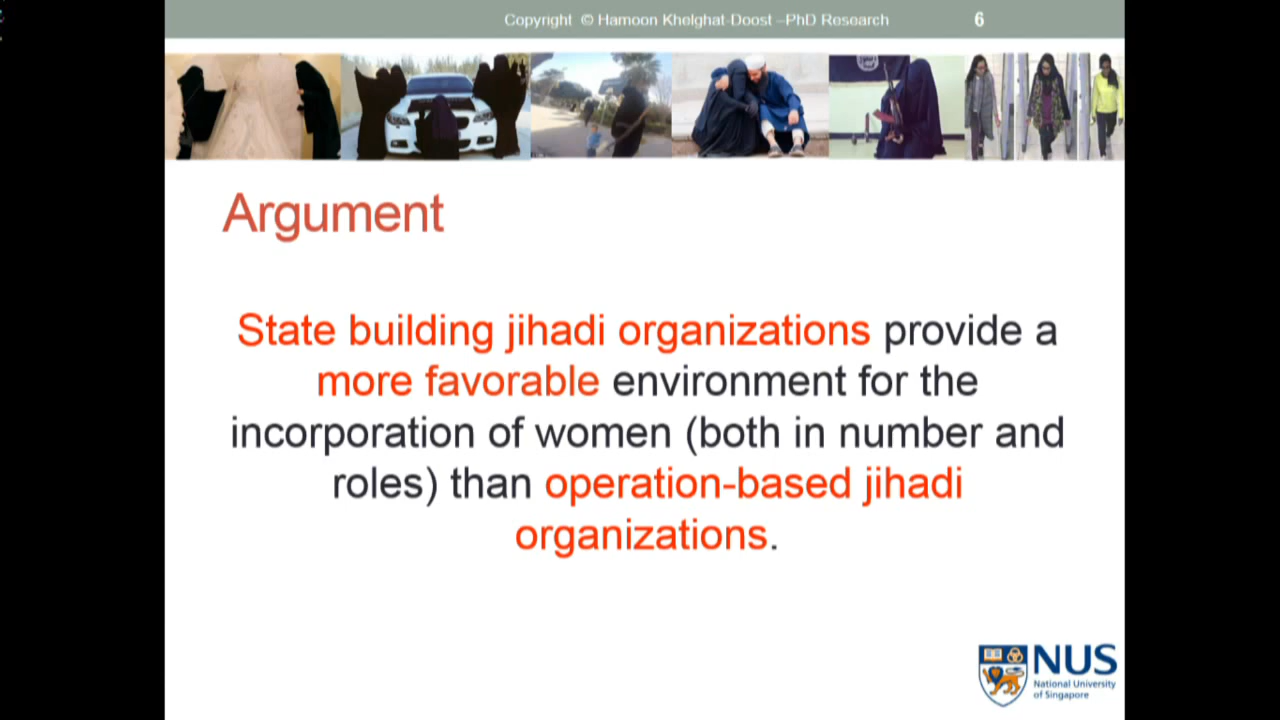 Copyright © Hamoon Khelghat-Doost –PhD Research 6
Argument
State building jihadi organizations provide a
more favorable environment for the
incorporation of women (both in number and
roles) than operation-based jihadi
organizations.
NUS
National University
of Singapore